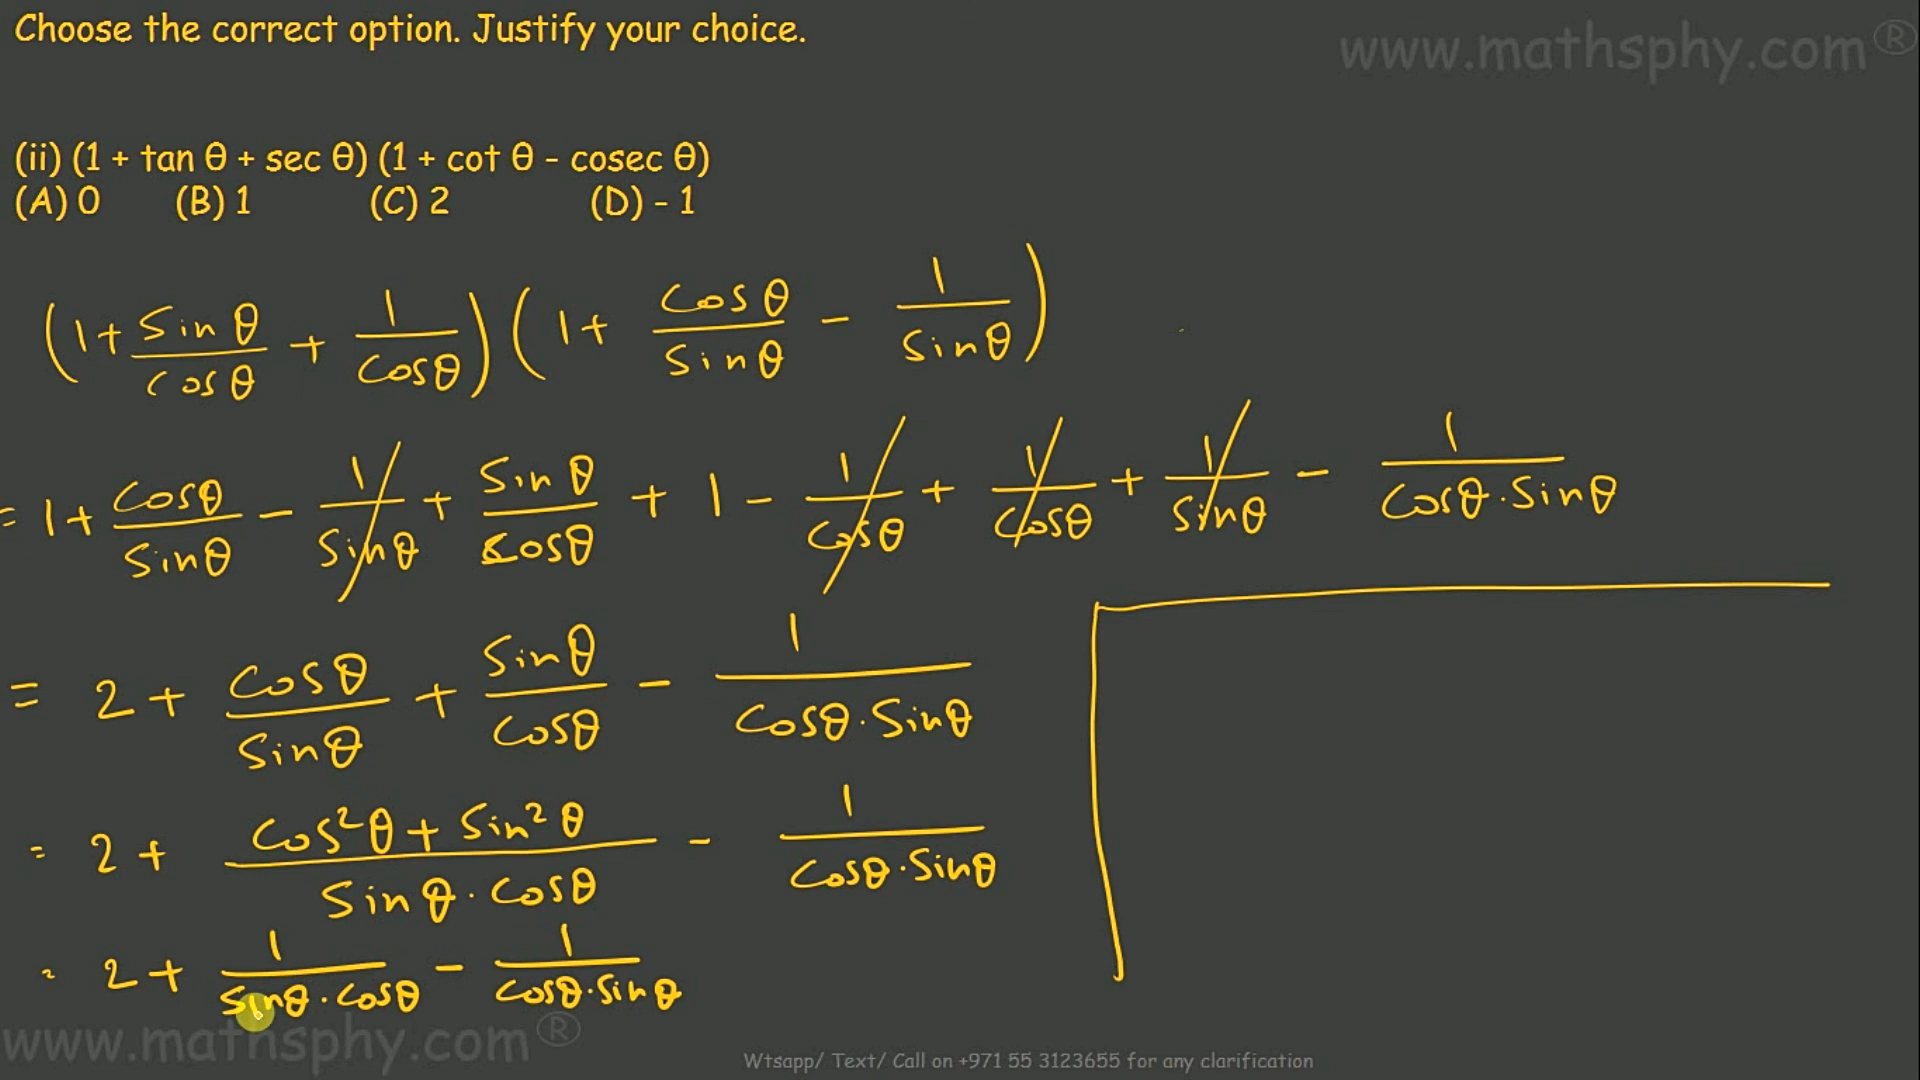 Choose the correct option. Justify your choice.
www.mathsphy.com®
(ii) (1 + tan θ + sec θ) (1 + cot θ - cosec θ)
(A) 0 (B) 1 (C) 2 (D) - 1
(1 + Sinθ/Cosθ + 1/Cosθ) (1 + Cosθ/Sinθ - 1/Sinθ)
= 1 + Cosθ/Sinθ - 1/Sinθ + Sinθ/Cosθ + 1 - 1/Cosθ + 1/Cosθ + 1/Sinθ - 1/Cosθ·Sinθ
= 2 + Cosθ/Sinθ + Sinθ/Cosθ - 1/Cosθ·Sinθ
= 2 + Cos²θ + Sin²θ/Sinθ·Cosθ - 1/Cosθ·Sinθ
= 2 + 1/Sinθ·Cosθ - 1/Cosθ·Sinθ
www.mathsphy.com®
Wtsapp/ Text/ Call on +971 55 3123655 for any clarification